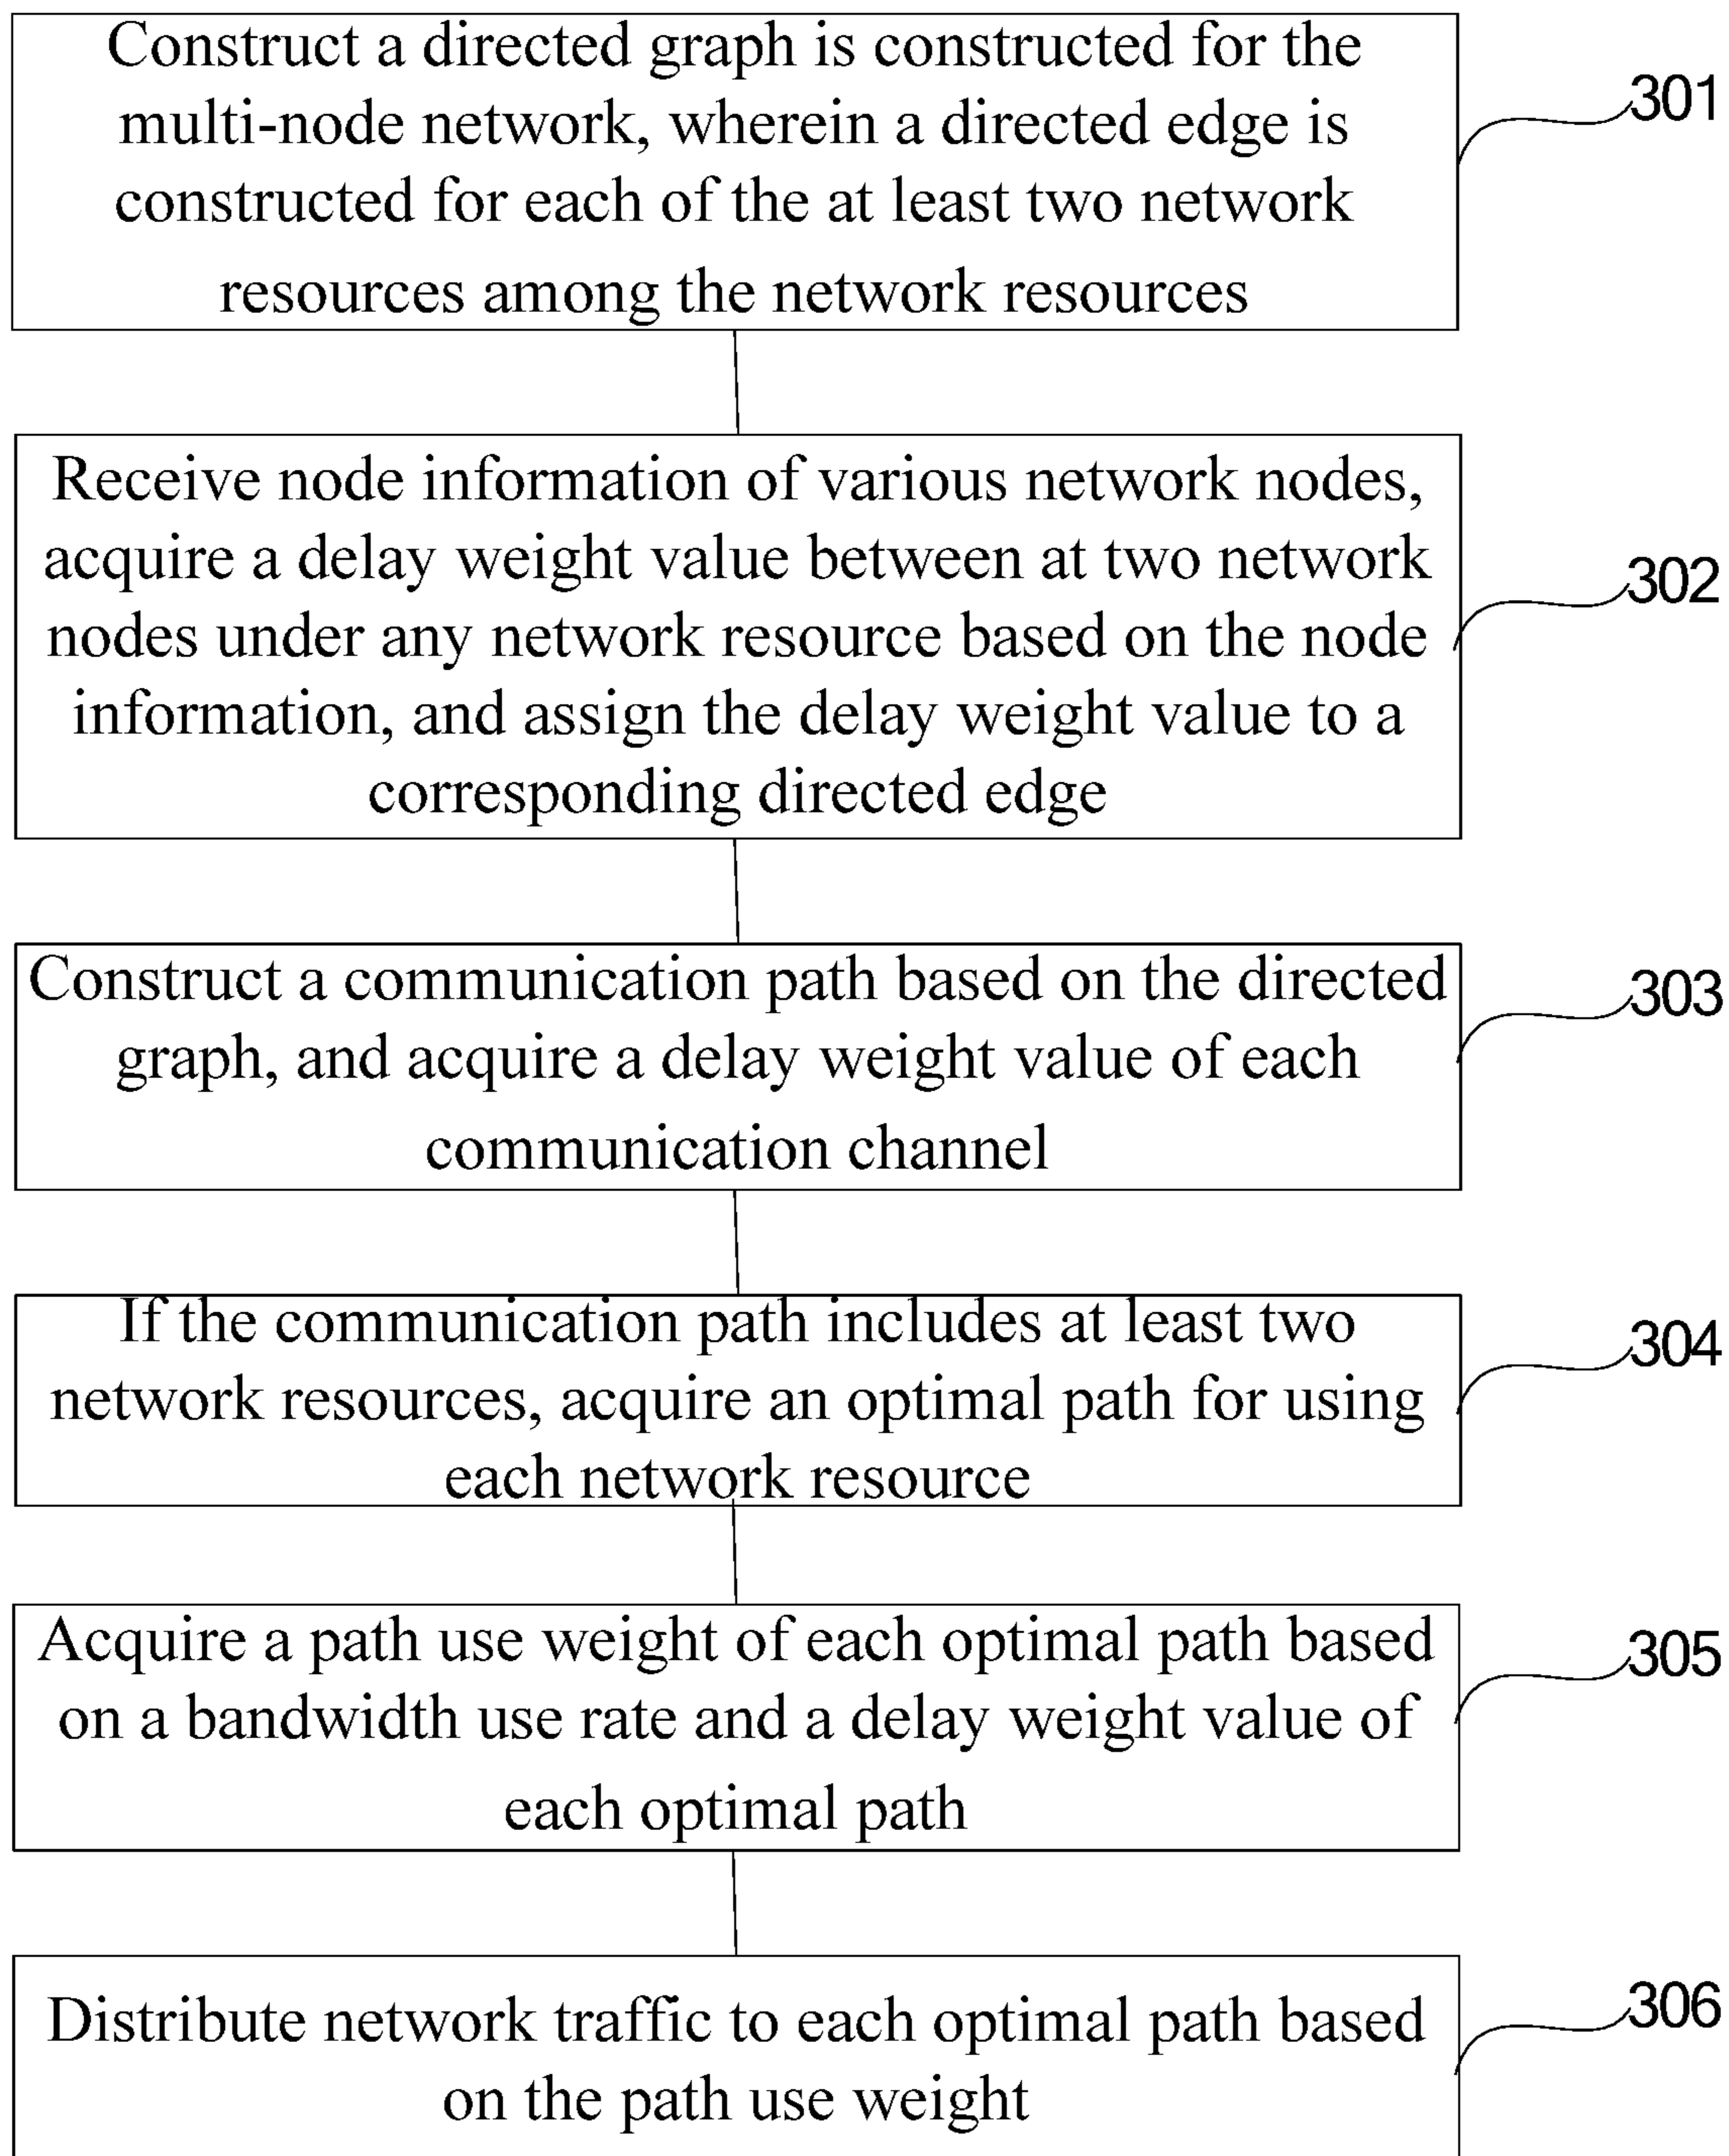 Construct a directed graph is constructed for the
multi-node network, wherein a directed edge is
constructed for each of the at least two network
resources among the network resources
301
Receive node information of various network nodes,
acquire a delay weight value between at two network
nodes under any network resource based on the node
information, and assign the delay weight value to a
corresponding directed edge
302
Construct a communication path based on the directed
graph, and acquire a delay weight value of each
communication channel
303
If the communication path includes at least two
network resources, acquire an optimal path for using
each network resource
304
Acquire a path use weight of each optimal path based
on a bandwidth use rate and a delay weight value of
each optimal path
305
Distribute network traffic to each optimal path based
on the path use weight
306